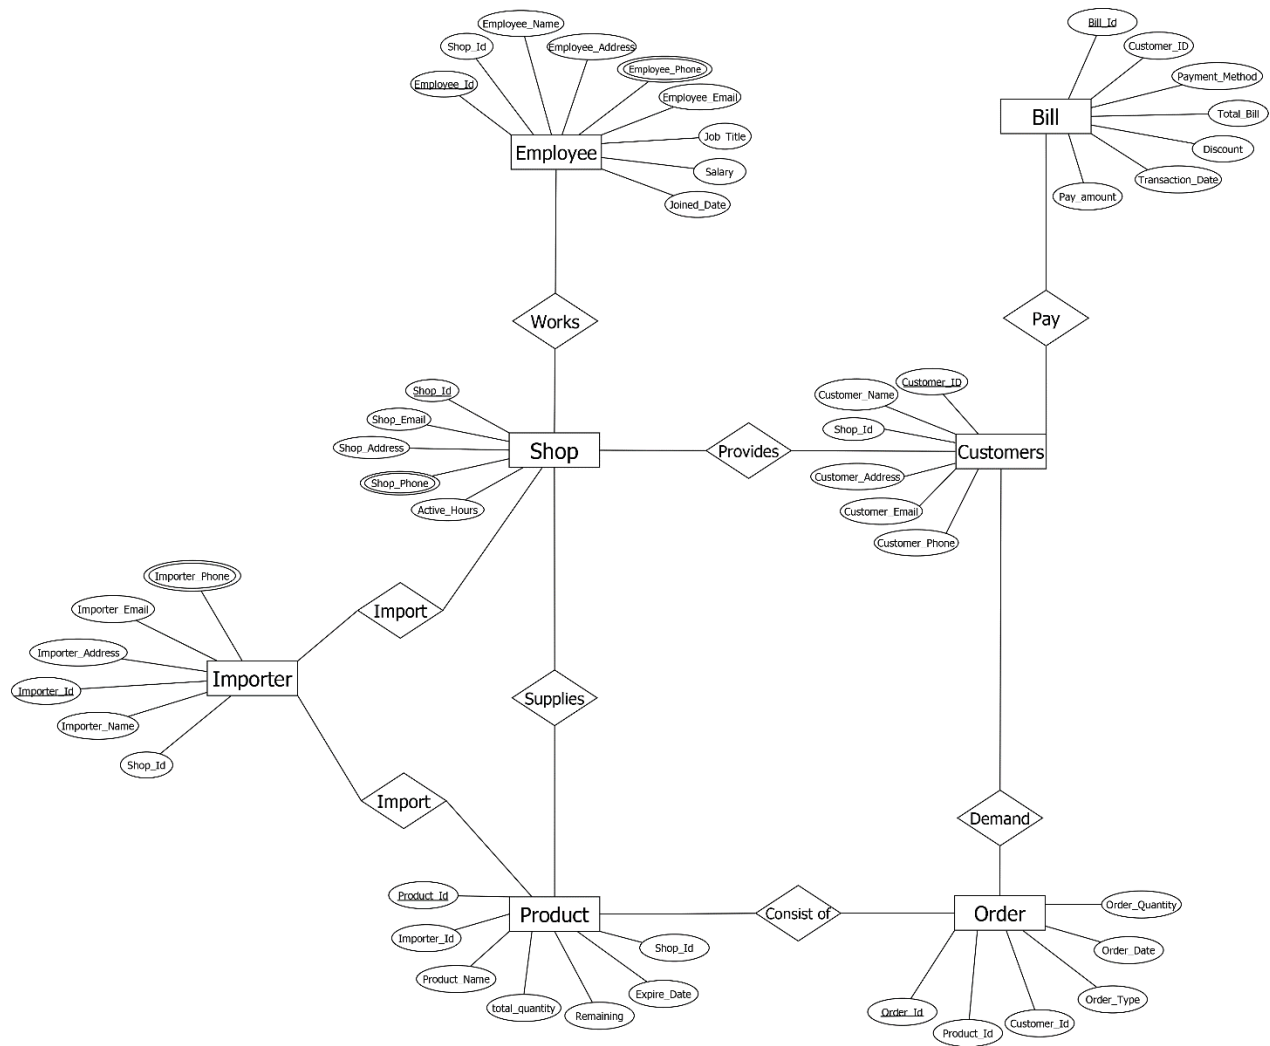 Employee_Name
Shop_Id
Employee_Address
Employee_Id
Employee_Phone
Employee_Email
Job Title
Salary
Joined_Date
Employee
Bill_Id
Customer_ID
Payment_Method
Total_Bill
Discount
Transaction_Date
Pay_amount
Bill
Works
Pay
Shop_Id
Shop_Email
Shop_Address
Shop_Phone
Active_Hours
Shop
Provides
Customer_ID
Customer_Name
Shop_Id
Customer_Address
Customer_Email
Customer_Phone
Customers
Import
Importer_Phone
Importer_Email
Importer_Address
Importer_Id
Importer_Name
Shop_Id
Importer
Supplies
Import
Demand
Product_Id
Importer_Id
Product_Name
total_quantity
Remaining
Expire_Date
Shop_Id
Product
Consist of
Order
Order_Quantity
Order_Date
Order_Type
Customer_Id
Product_Id
Order_Id